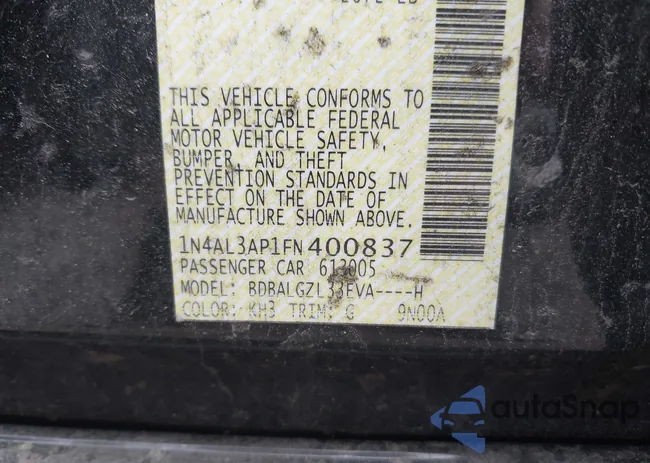 THIS VEHICLE CONFORMS TO
ALL APPLICABLE FEDERAL
MOTOR VEHICLE SAFETY,
BUMPER, AND THEFT
PREVENTION STANDARDS IN
EFFECT ON THE DATE OF
MANUFACTURE SHOWN ABOVE.
1N4AL3AP1FN400837
PASSENGER CAR 613005
MODEL: BDBALGZL33EVA----H
COLOR: KH3 TRIM: G 9N00A
autoSnap